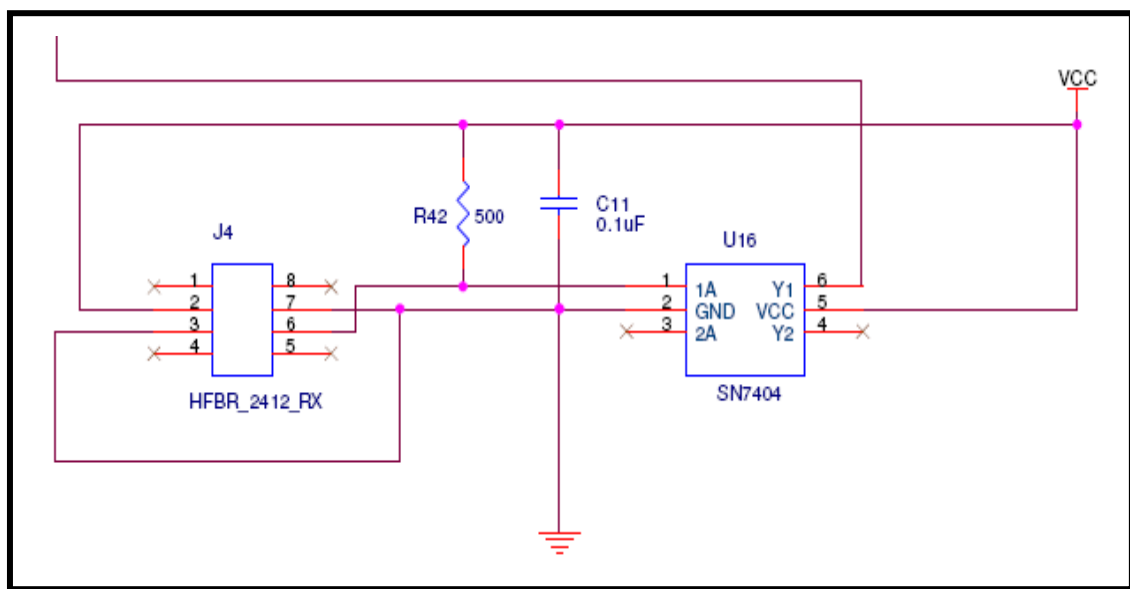 VCC
R42 500
C11
0.1uF
J4
1 8
2 7
3 6
4 5
HFBR_2412_RX
U16
1 1A Y1 6
2 GND VCC 5
3 2A Y2 4
SN7404